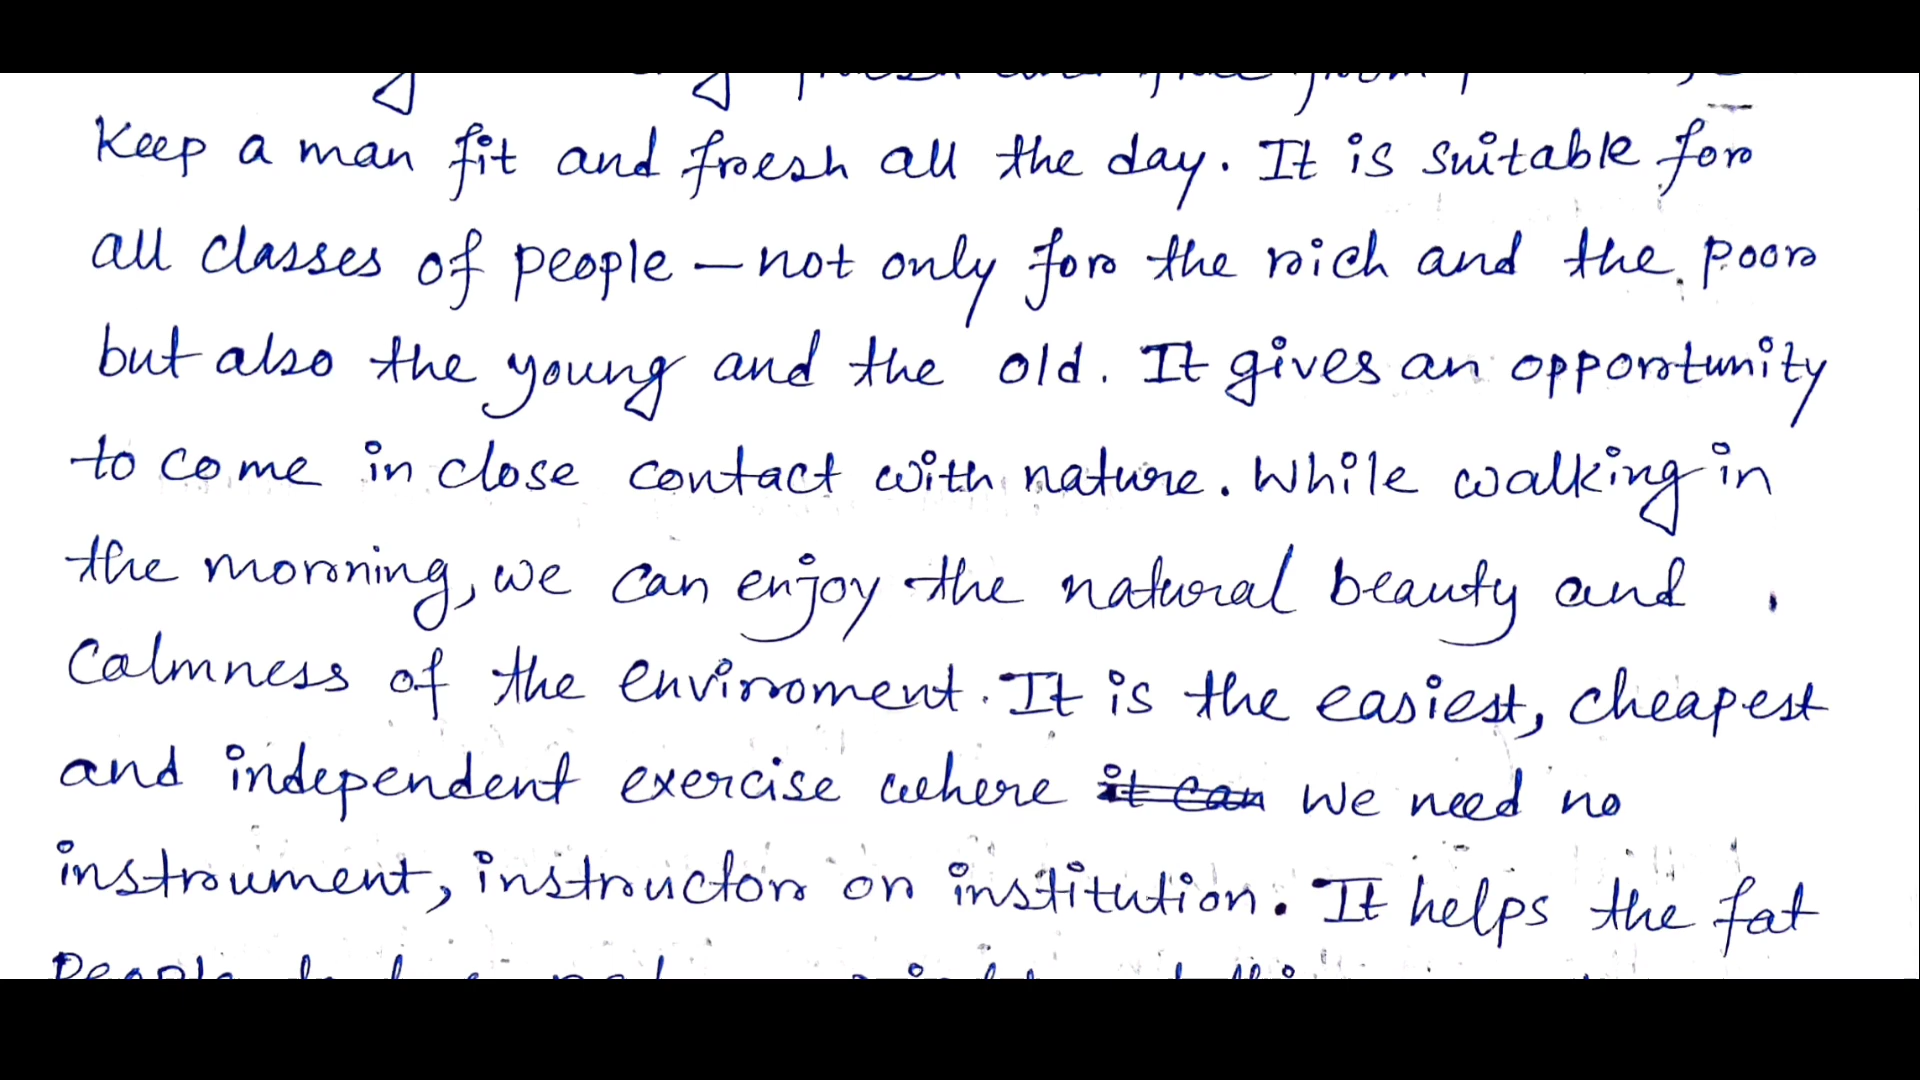 Keep a man fit and fresh all the day. It is suitable for
all classes of people – not only for the rich and the poor
but also the young and the old. It gives an opportunity
to come in close contact with nature. While walking in
the morning, we can enjoy the natural beauty and
Calmness of the enviroment. It is the easiest, cheapest
and independent exercise where it can we need no
instrument, instructor or institution. It helps the fat